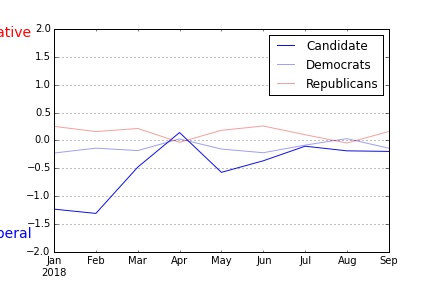 ative
2.0
Candidate
1.5
Democrats
1.0
Republicans
0.5
0.0
−0.5
−1.0
−1.5
beral
−2.0
Jan Feb Mar Apr May Jun Jul Aug Sep
2018